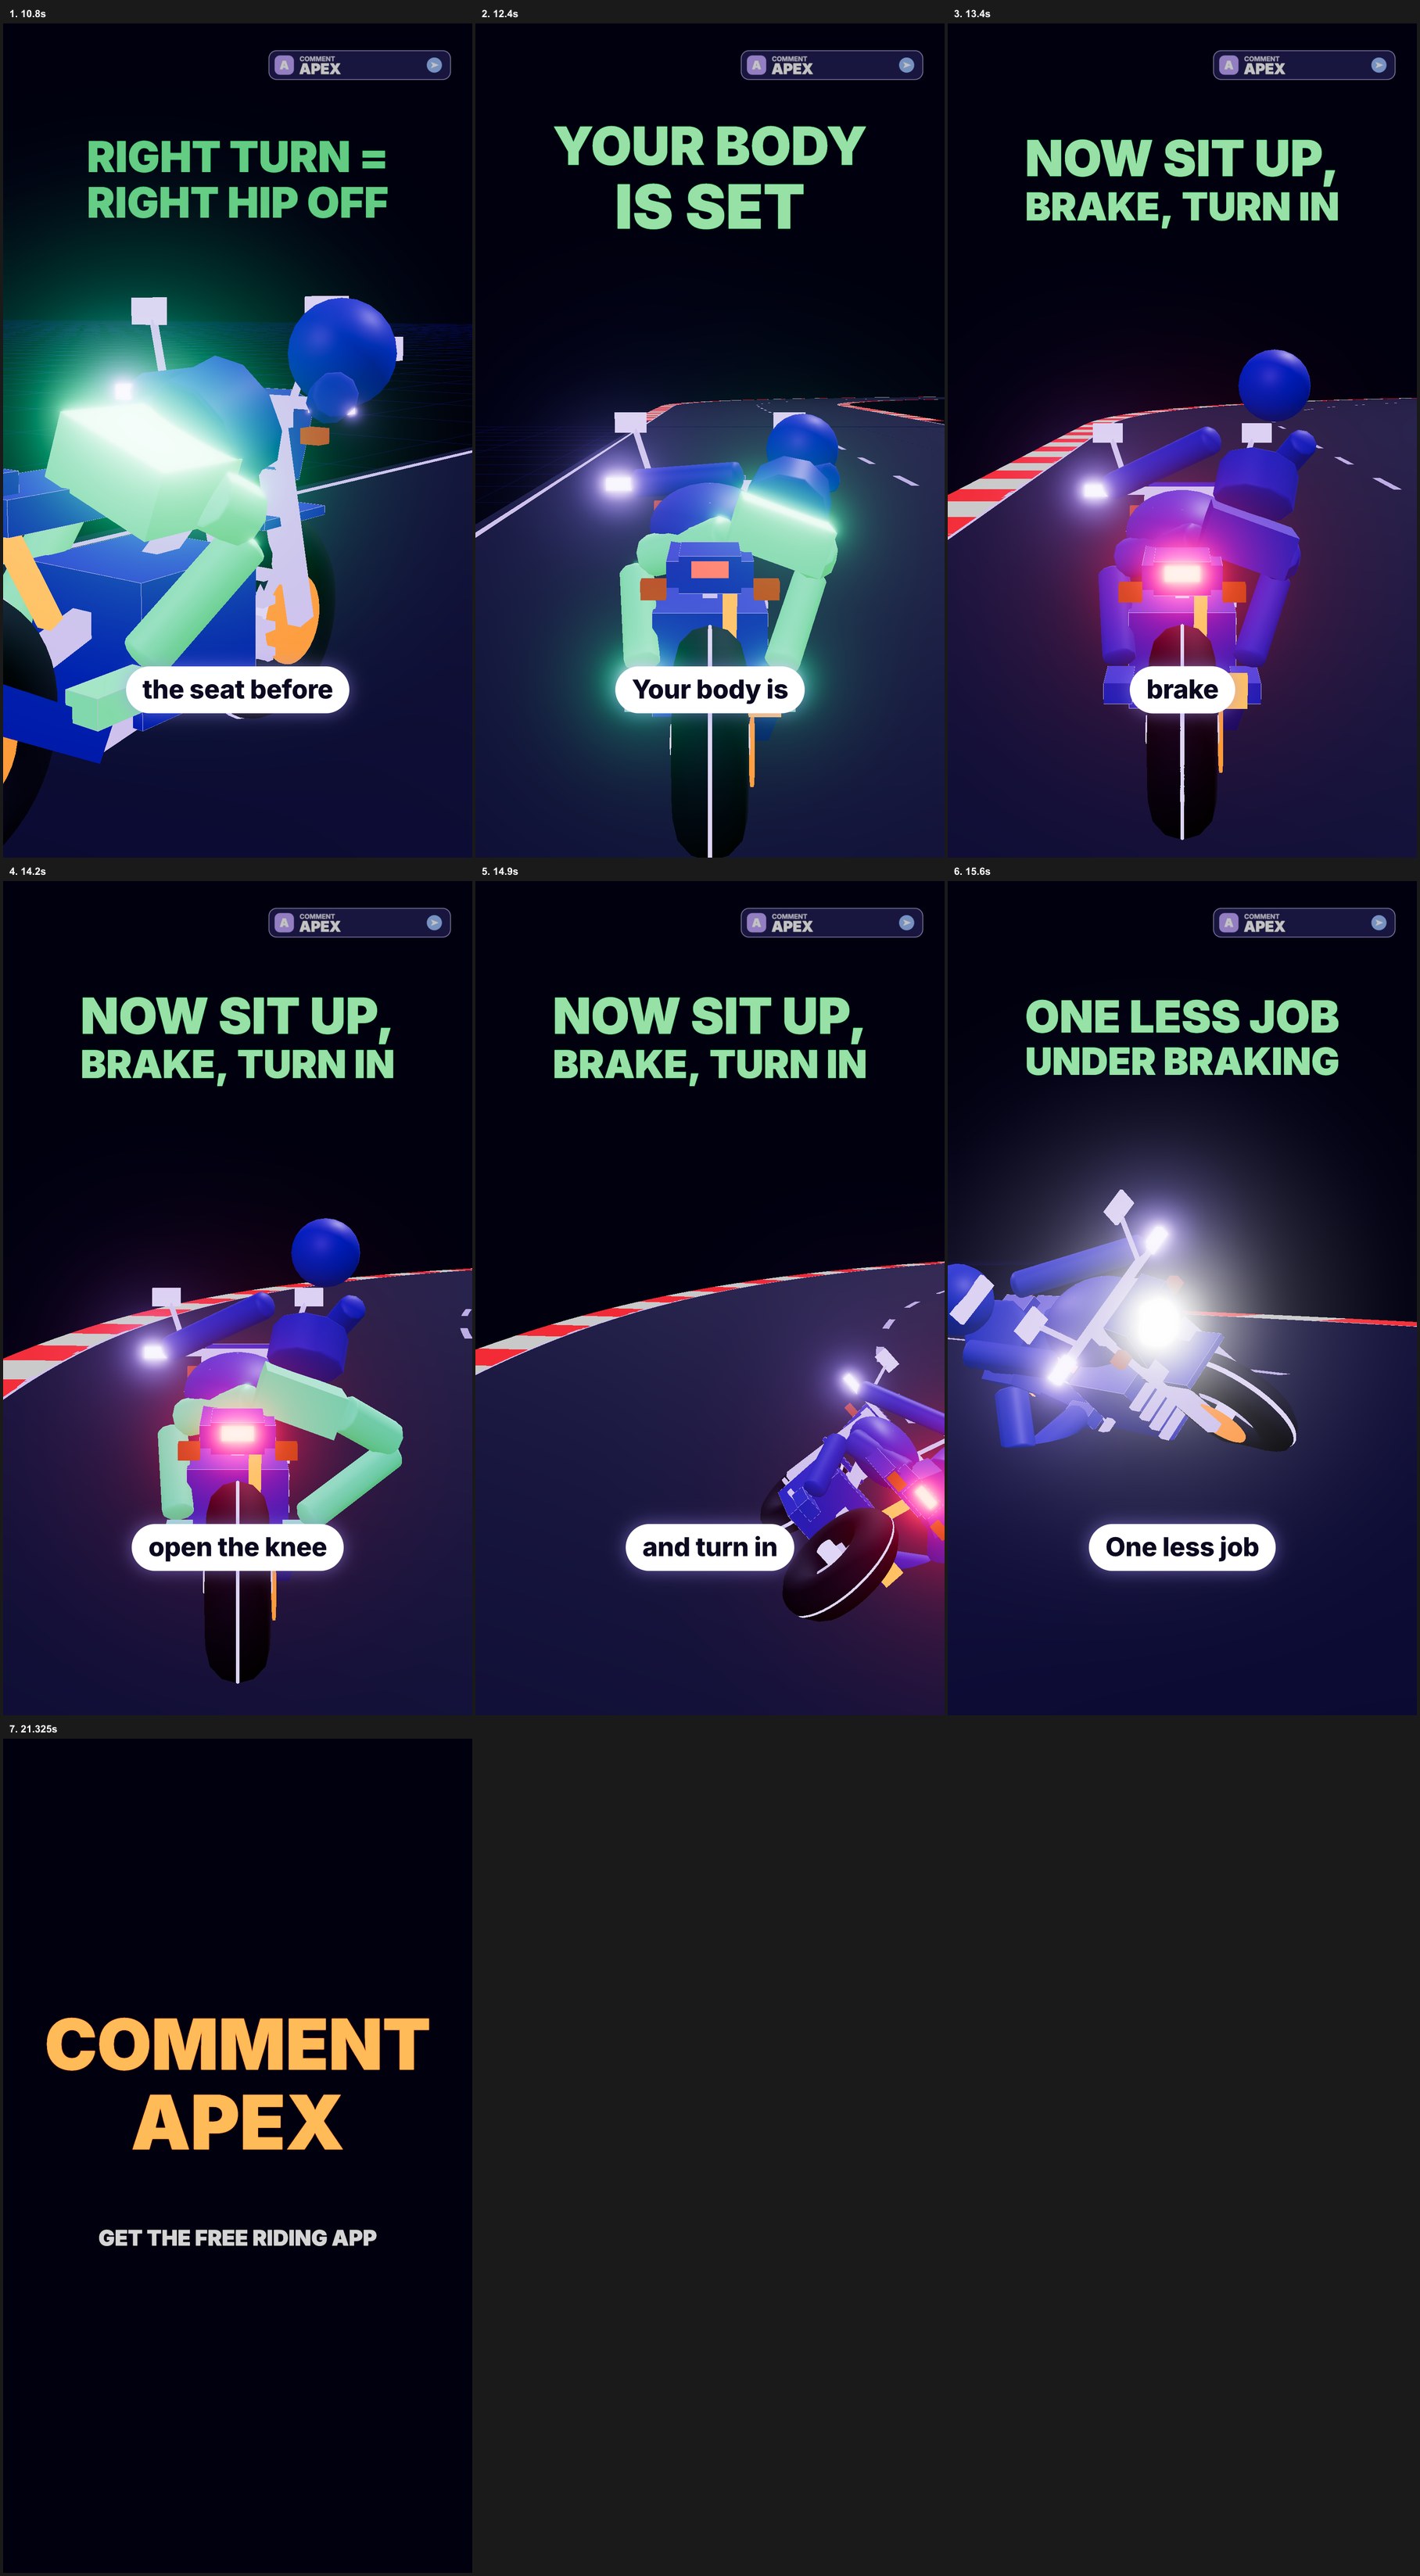 1. 10.8s
A COMMENT
APEX
RIGHT TURN =
RIGHT HIP OFF
the seat before
2. 12.4s
A COMMENT
APEX
YOUR BODY
IS SET
Your body is
3. 13.4s
A COMMENT
APEX
NOW SIT UP,
BRAKE, TURN IN
brake
4. 14.2s
A COMMENT
APEX
NOW SIT UP,
BRAKE, TURN IN
open the knee
5. 14.9s
A COMMENT
APEX
NOW SIT UP,
BRAKE, TURN IN
and turn in
6. 15.6s
A COMMENT
APEX
ONE LESS JOB
UNDER BRAKING
One less job
7. 21.325s
COMMENT
APEX
GET THE FREE RIDING APP